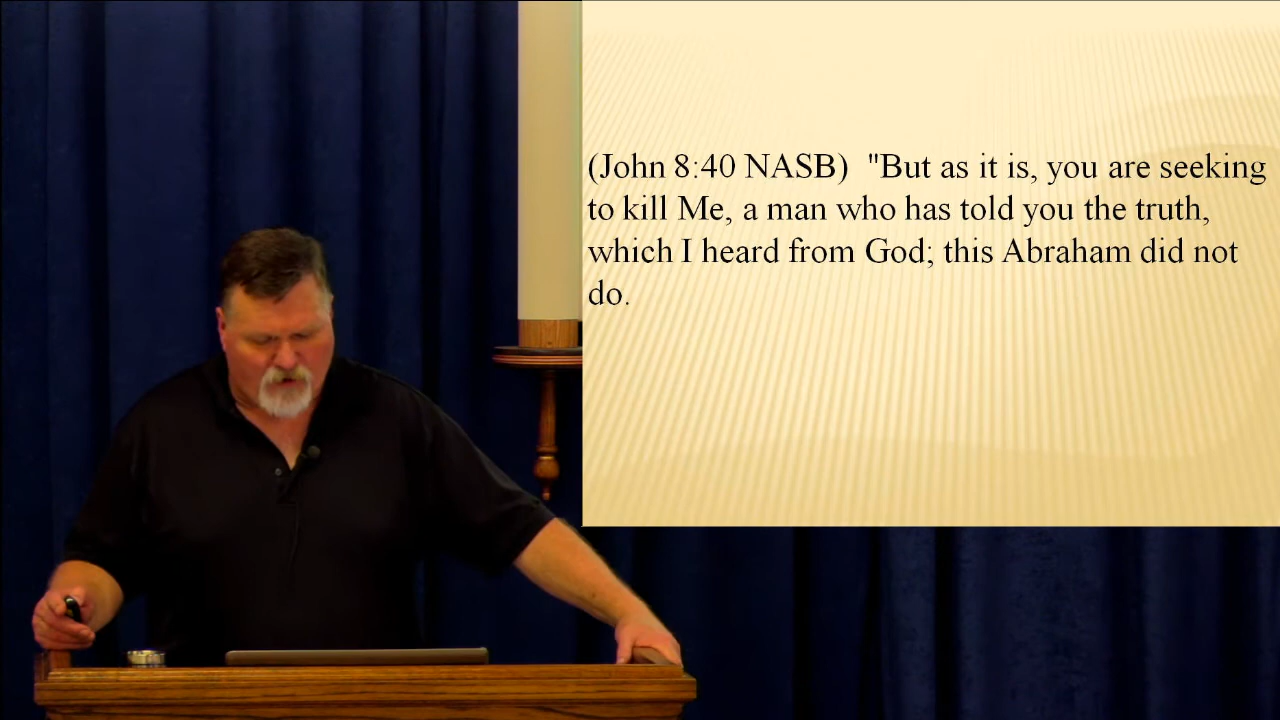 (John 8:40 NASB)  "But as it is, you are seeking
to kill Me, a man who has told you the truth,
which I heard from God; this Abraham did not
do.